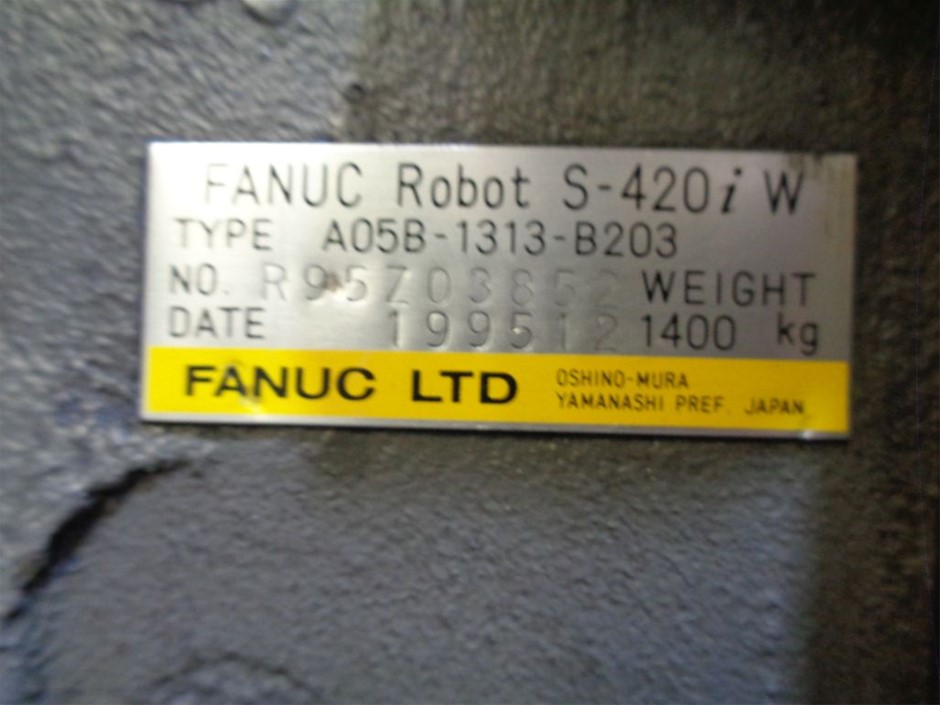 FANUC Robot S-420i W
TYPE A05B-1313-B203
NO. R95Z03852 WEIGHT
DATE 199512 1400 kg
FANUC LTD OSHINO-MURA
YAMANASHI PREF. JAPAN